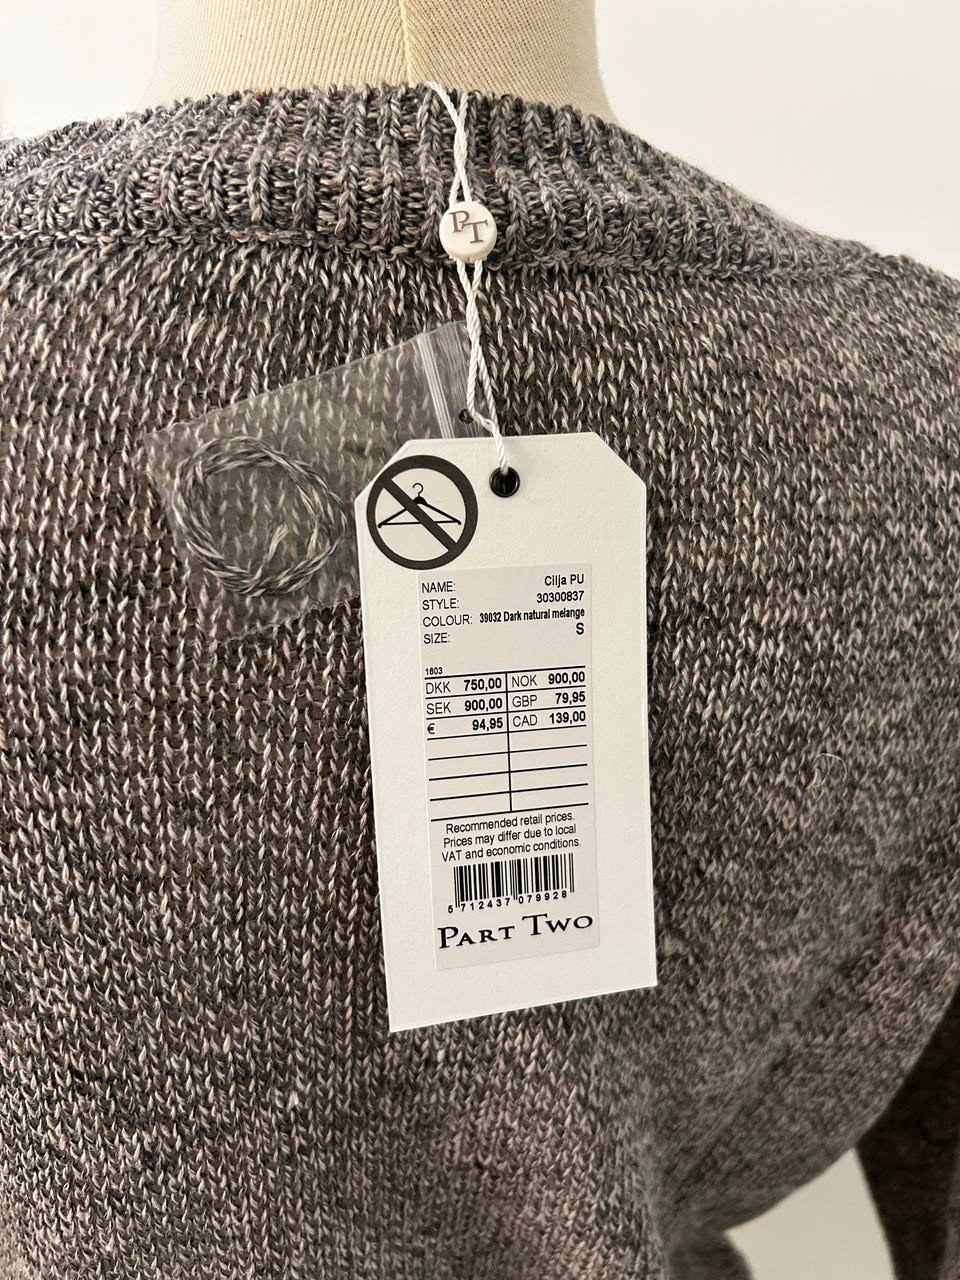 PT
NAME: Cilja PU
STYLE: 30300837
COLOUR: 39032 Dark natural melange
SIZE: S
1603
DKK 750,00 NOK 900,00
SEK 900,00 GBP 79,95
€ 94,95 CAD 139,00
Recommended retail prices.
Prices may differ due to local
VAT and economic conditions.
5 712437 079928
PART TWO